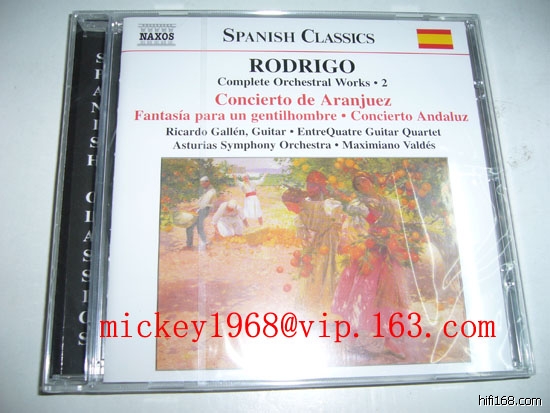 NAXOS
SPANISH CLASSICS
RODRIGO
Complete Orchestral Works • 2
Concierto de Aranjuez
Fantasía para un gentilhombre • Concierto Andaluz
Ricardo Gallén, Guitar • EntreQuatre Guitar Quartet
Asturias Symphony Orchestra • Maximiano Valdés
SPANISH CLASSICS
mickey1968@vip.163.com
hifi168.com